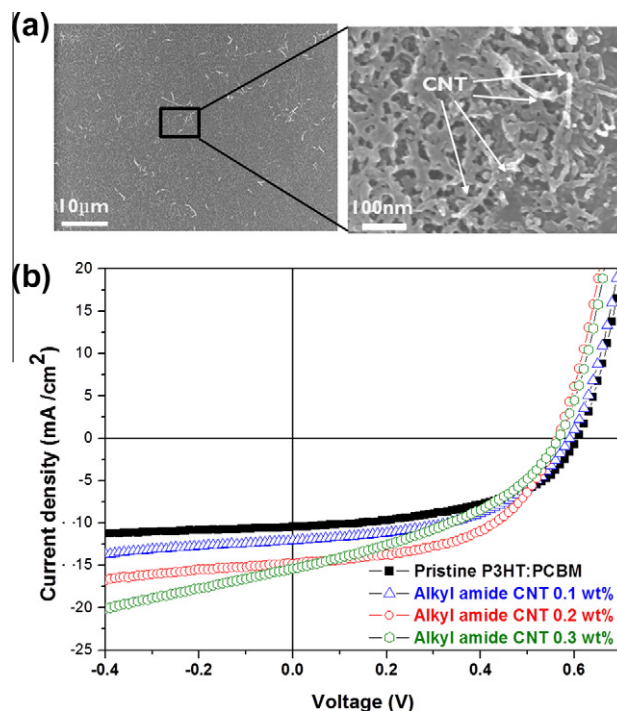 (a)
CNT
10μm
100nm
(b)
20
15
10
5
0
-5
-10
-15
-20
-25
Current density (mA /cm2)
Pristine P3HT:PCBM
Alkyl amide CNT 0.1 wt%
Alkyl amide CNT 0.2 wt%
Alkyl amide CNT 0.3 wt%
-0.4 -0.2 0.0 0.2 0.4 0.6
Voltage (V)